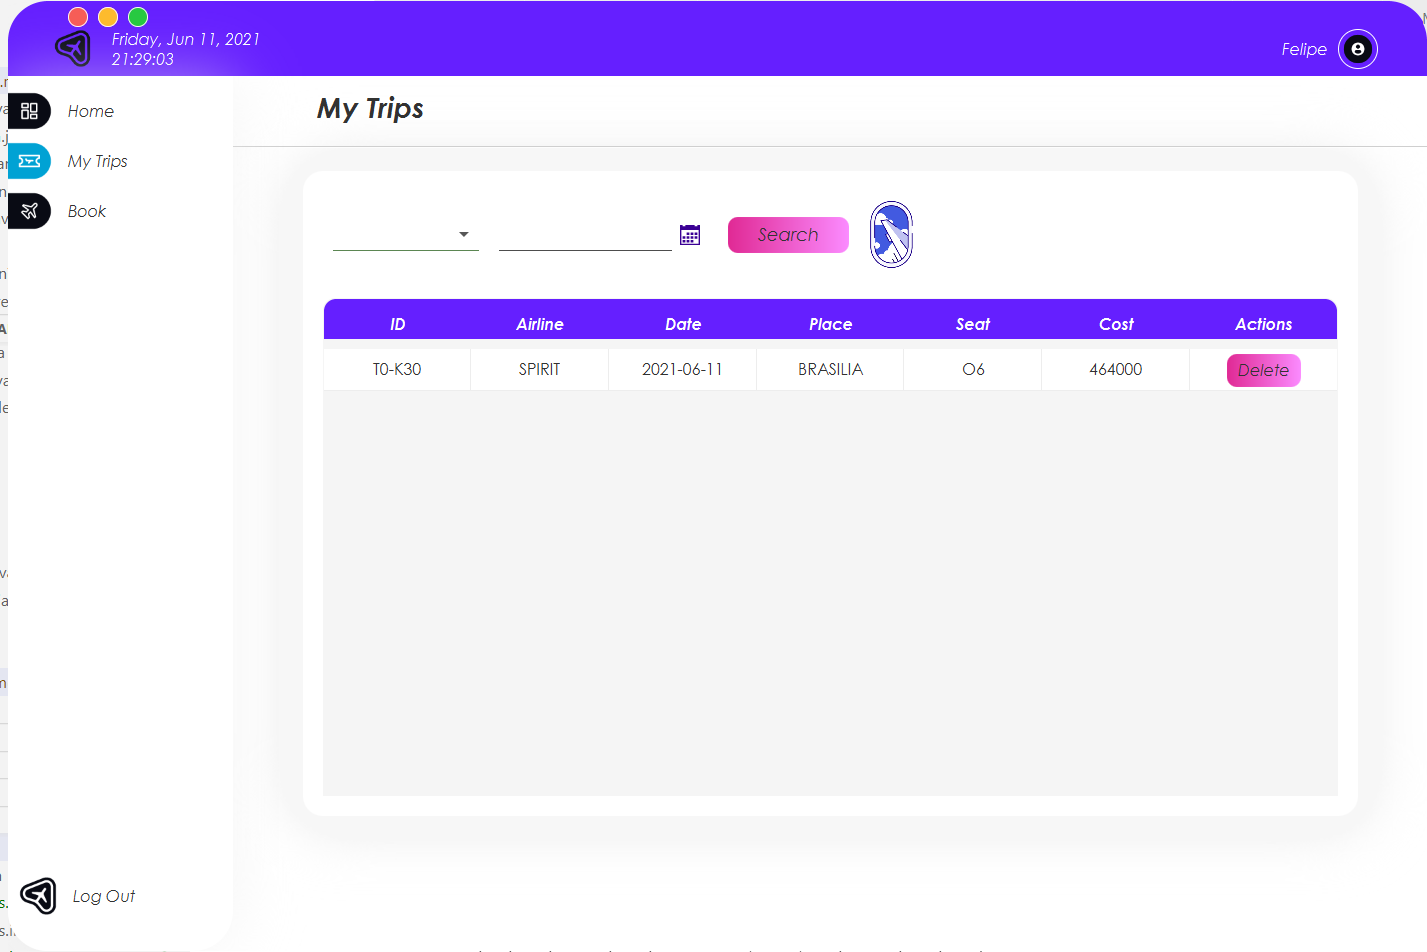 Friday, Jun 11, 2021
21:29:03
Felipe
Home
My Trips
Book
My Trips
Search
ID Airline Date Place Seat Cost Actions
T0-K30 SPIRIT 2021-06-11 BRASILIA O6 464000 Delete
Log Out